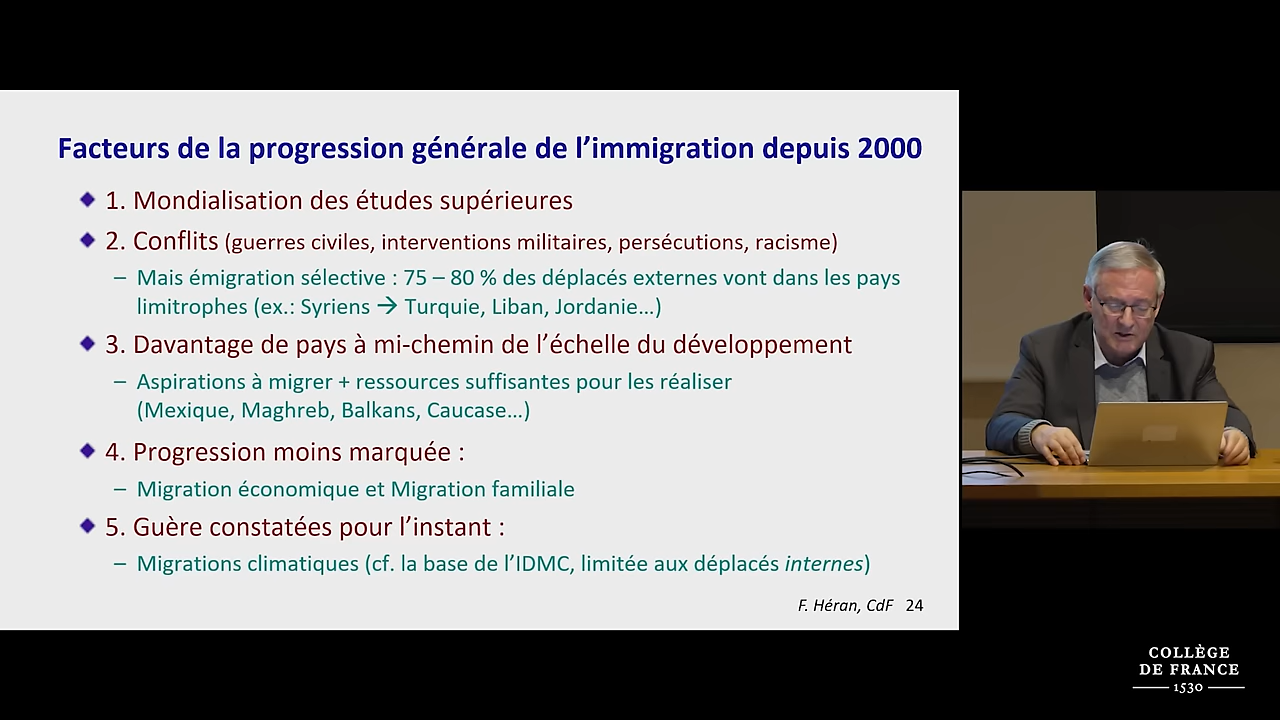 Facteurs de la progression générale de l’immigration depuis 2000
1. Mondialisation des études supérieures
2. Conflits (guerres civiles, interventions militaires, persécutions, racisme)
– Mais émigration sélective : 75 – 80 % des déplacés externes vont dans les pays
limitrophes (ex.: Syriens → Turquie, Liban, Jordanie…)
3. Davantage de pays à mi-chemin de l’échelle du développement
– Aspirations à migrer + ressources suffisantes pour les réaliser
(Mexique, Maghreb, Balkans, Caucase…)
4. Progression moins marquée :
– Migration économique et Migration familiale
5. Guère constatées pour l’instant :
– Migrations climatiques (cf. la base de l’IDMC, limitée aux déplacés internes)
F. Héran, CdF 24
COLLÈGE
DE FRANCE
1530